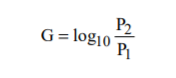 G = log₁₀ P₂/P₁